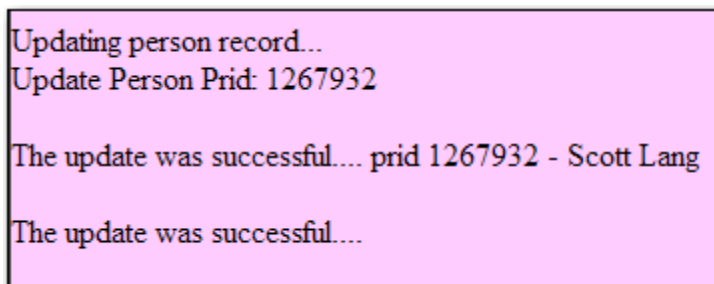 Updating person record...
Update Person Prid: 1267932
The update was successful.... prid 1267932 - Scott Lang
The update was successful....